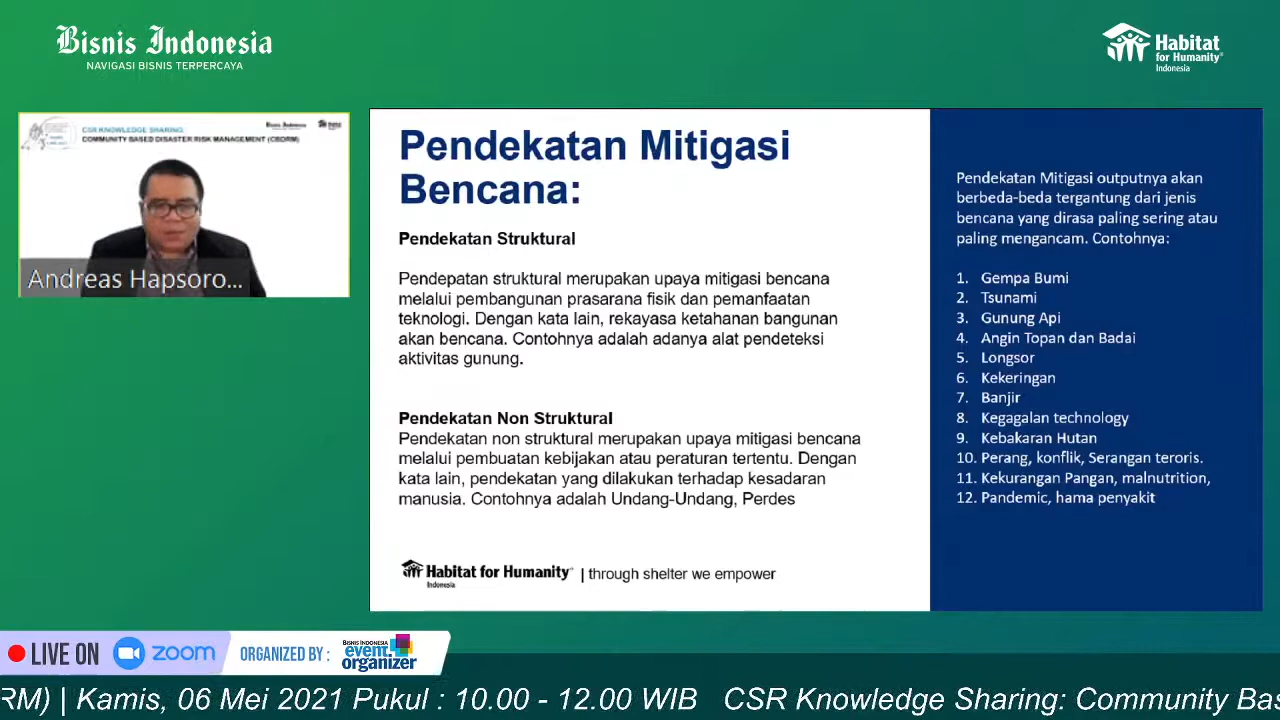 Bisnis Indonesia
NAVIGASI BISNIS TERPERCAYA
Habitat
for Humanity®
Indonesia
CSR KNOWLEDGE SHARING:
COMMUNITY BASED DISASTER RISK MANAGEMENT (CBDRM)
Andreas Hapsoro...
Pendekatan Mitigasi
Bencana:
Pendekatan Struktural
Pendepatan struktural merupakan upaya mitigasi bencana
melalui pembangunan prasarana fisik dan pemanfaatan
teknologi. Dengan kata lain, rekayasa ketahanan bangunan
akan bencana. Contohnya adalah adanya alat pendeteksi
aktivitas gunung.
Pendekatan Non Struktural
Pendekatan non struktural merupakan upaya mitigasi bencana
melalui pembuatan kebijakan atau peraturan tertentu. Dengan
kata lain, pendekatan yang dilakukan terhadap kesadaran
manusia. Contohnya adalah Undang-Undang, Perdes
Habitat for Humanity | through shelter we empower
Indonesia
Pendekatan Mitigasi outputnya akan
berbeda-beda tergantung dari jenis
bencana yang dirasa paling sering atau
paling mengancam. Contohnya:
1. Gempa Bumi
2. Tsunami
3. Gunung Api
4. Angin Topan dan Badai
5. Longsor
6. Kekeringan
7. Banjir
8. Kegagalan technology
9. Kebakaran Hutan
10. Perang, konflik, Serangan teroris.
11. Kekurangan Pangan, malnutrition,
12. Pandemic, hama penyakit
LIVE ON zoom ORGANIZED BY :
BISNIS INDONESIA
event
organizer
RM) | Kamis, 06 Mei 2021 Pukul : 10.00 - 12.00 WIB CSR Knowledge Sharing: Community Bas